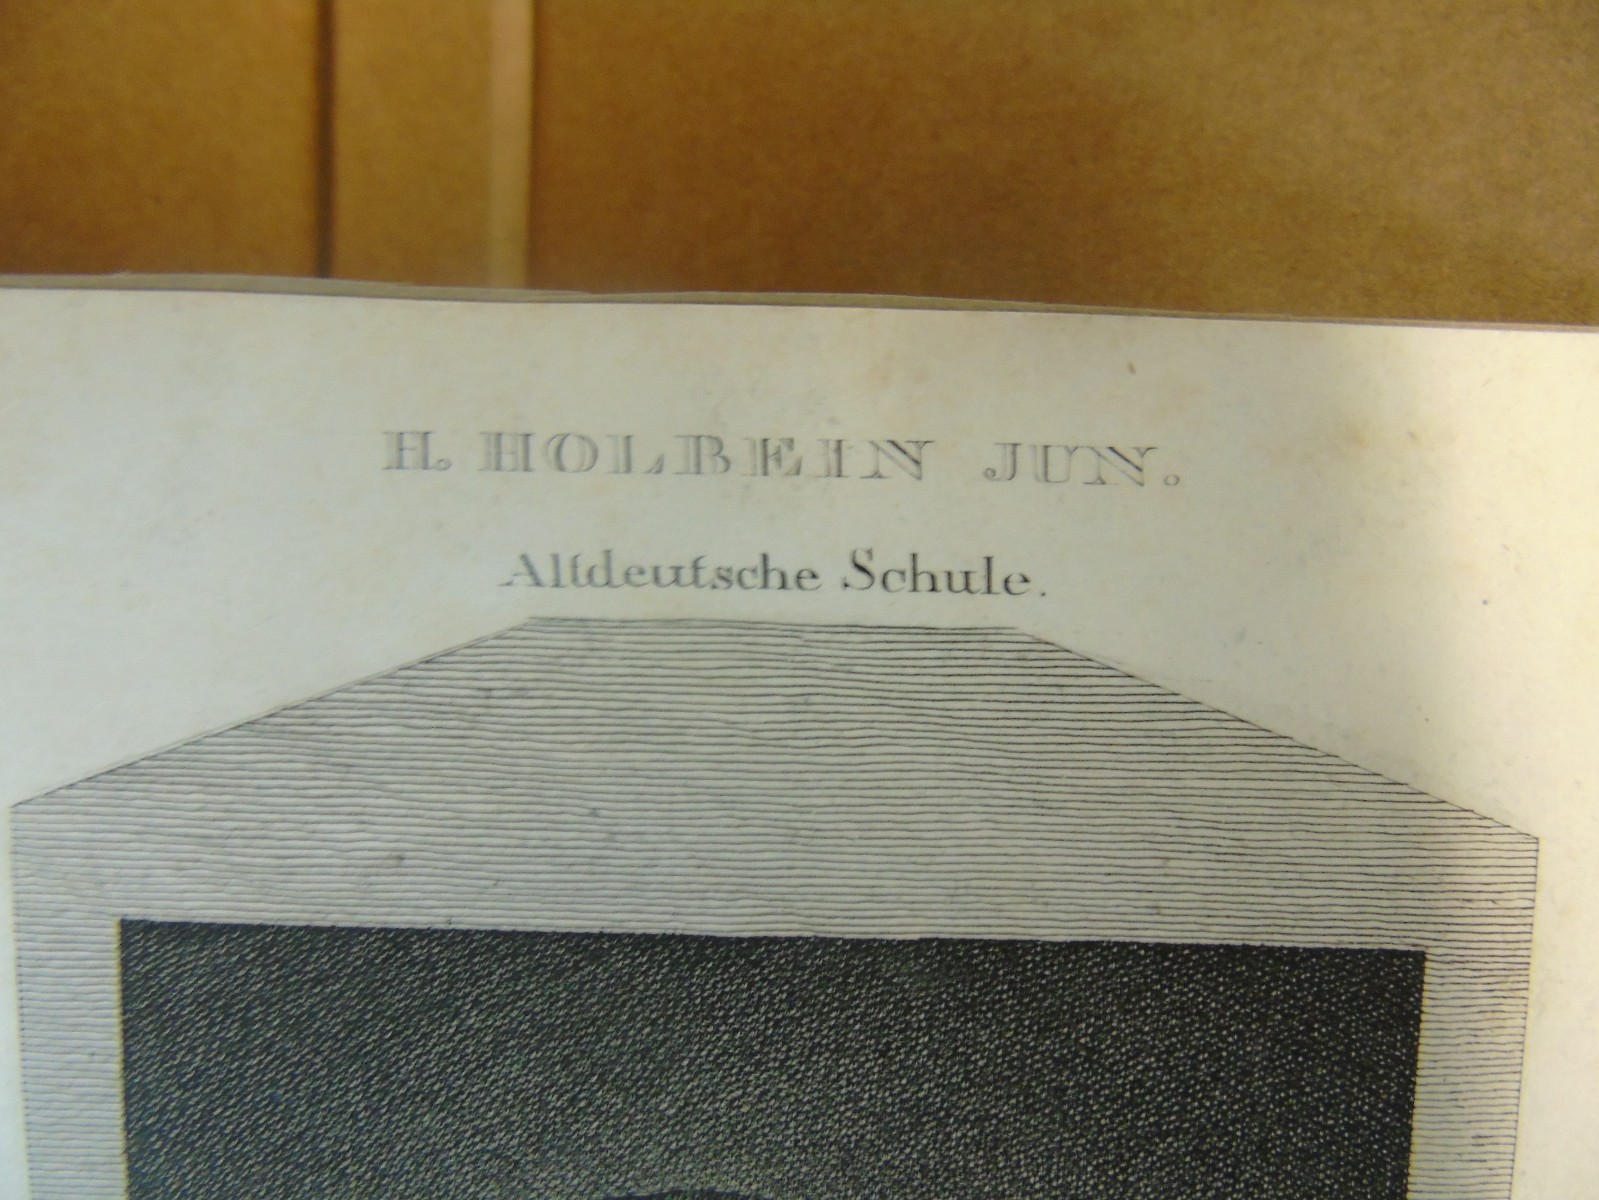 H. HOLBEIN JUN.
Altdeutsche Schule.